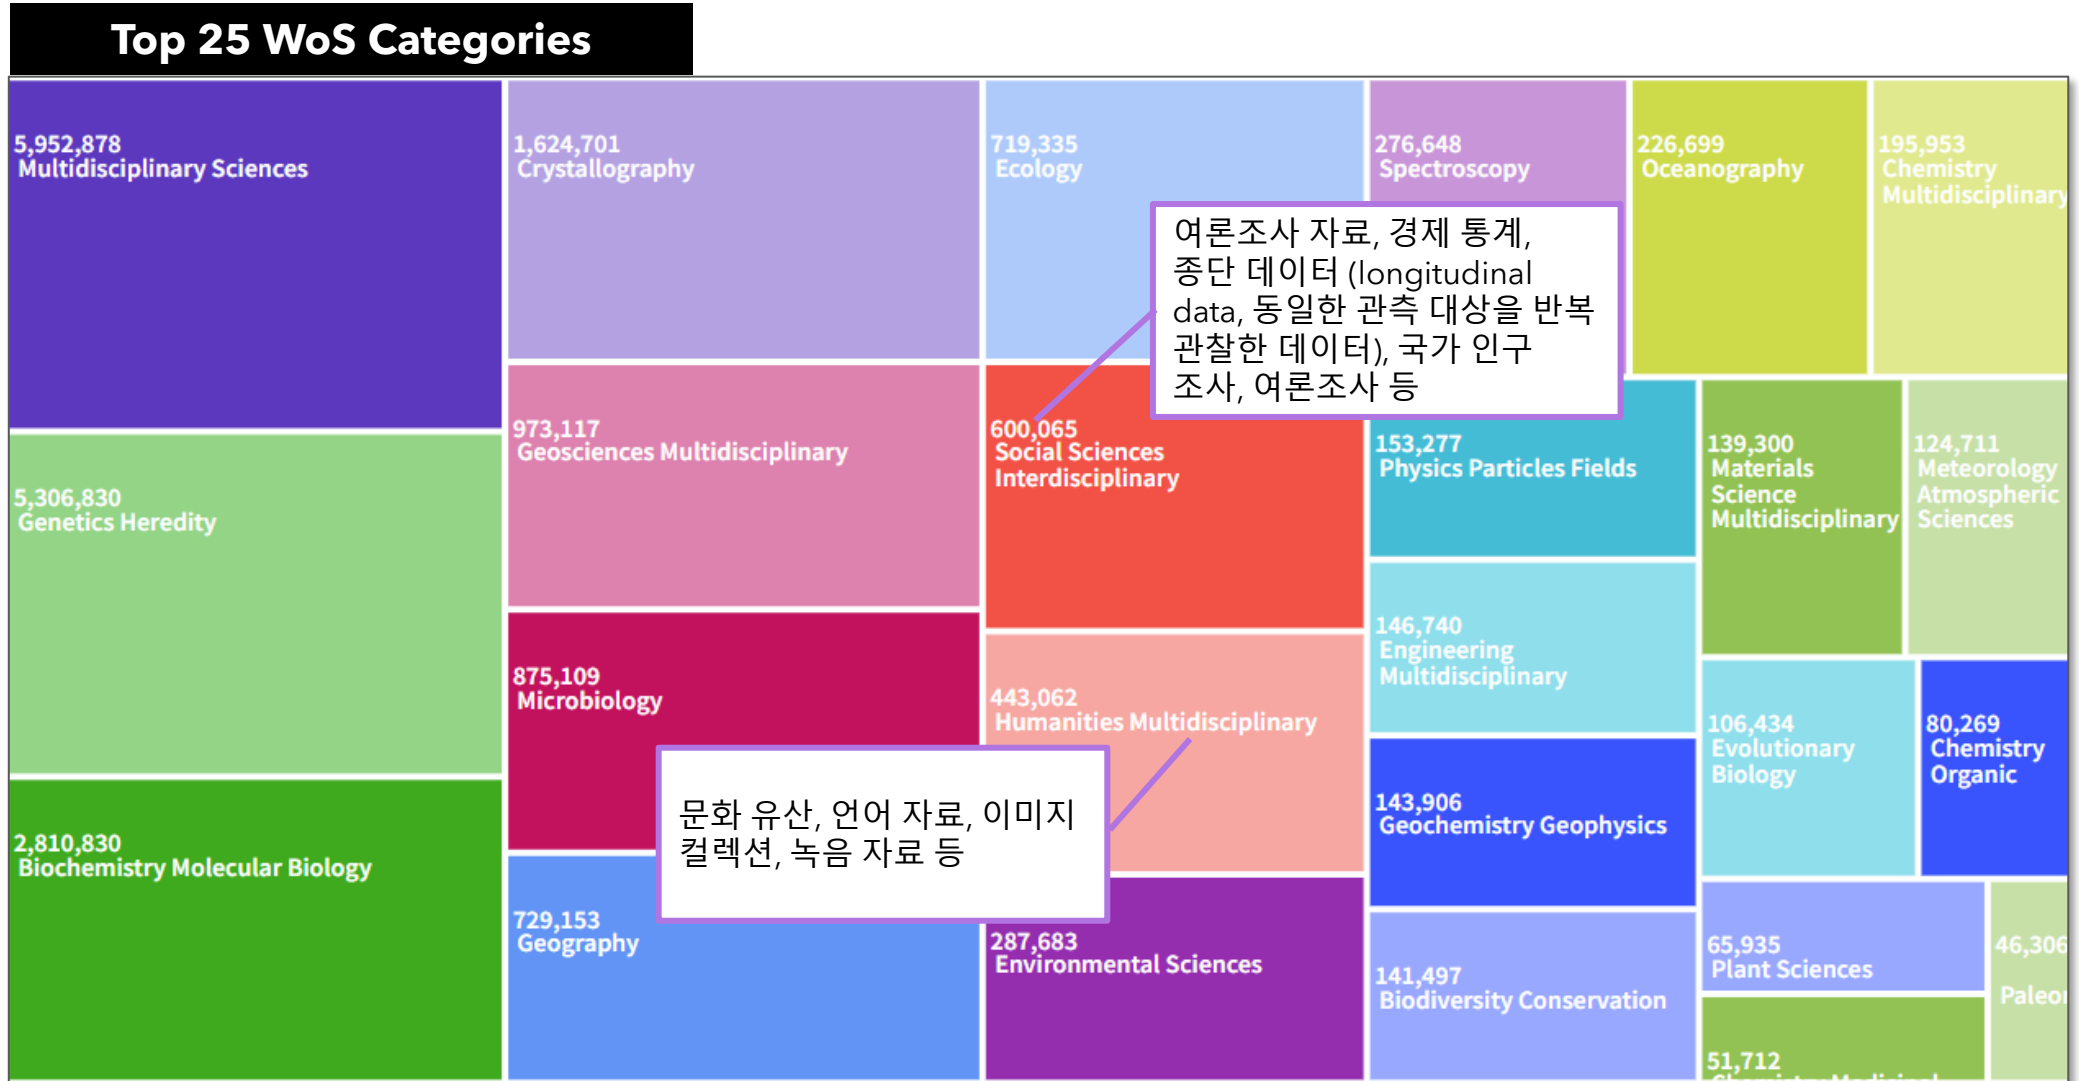 Top 25 WoS Categories
5,952,878
Multidisciplinary Sciences
5,306,830
Genetics Heredity
2,810,830
Biochemistry Molecular Biology
1,624,701
Crystallography
973,117
Geosciences Multidisciplinary
875,109
Microbiology
729,153
Geography
719,335
Ecology
600,065
Social Sciences
Interdisciplinary
443,062
Humanities Multidisciplinary
287,683
Environmental Sciences
여론조사 자료, 경제 통계,
종단 데이터 (longitudinal
data, 동일한 관측 대상을 반복
관찰한 데이터), 국가 인구
조사, 여론조사 등
문화 유산, 언어 자료, 이미지
컬렉션, 녹음 자료 등
276,648
Spectroscopy
226,699
Oceanography
195,953
Chemistry
Multidisciplinary
153,277
Physics Particles Fields
146,740
Engineering
Multidisciplinary
143,906
Geochemistry Geophysics
141,497
Biodiversity Conservation
139,300
Materials
Science
Multidisciplinary
124,711
Meteorology
Atmospheric
Sciences
106,434
Evolutionary
Biology
80,269
Chemistry
Organic
65,935
Plant Sciences
46,306
51,712